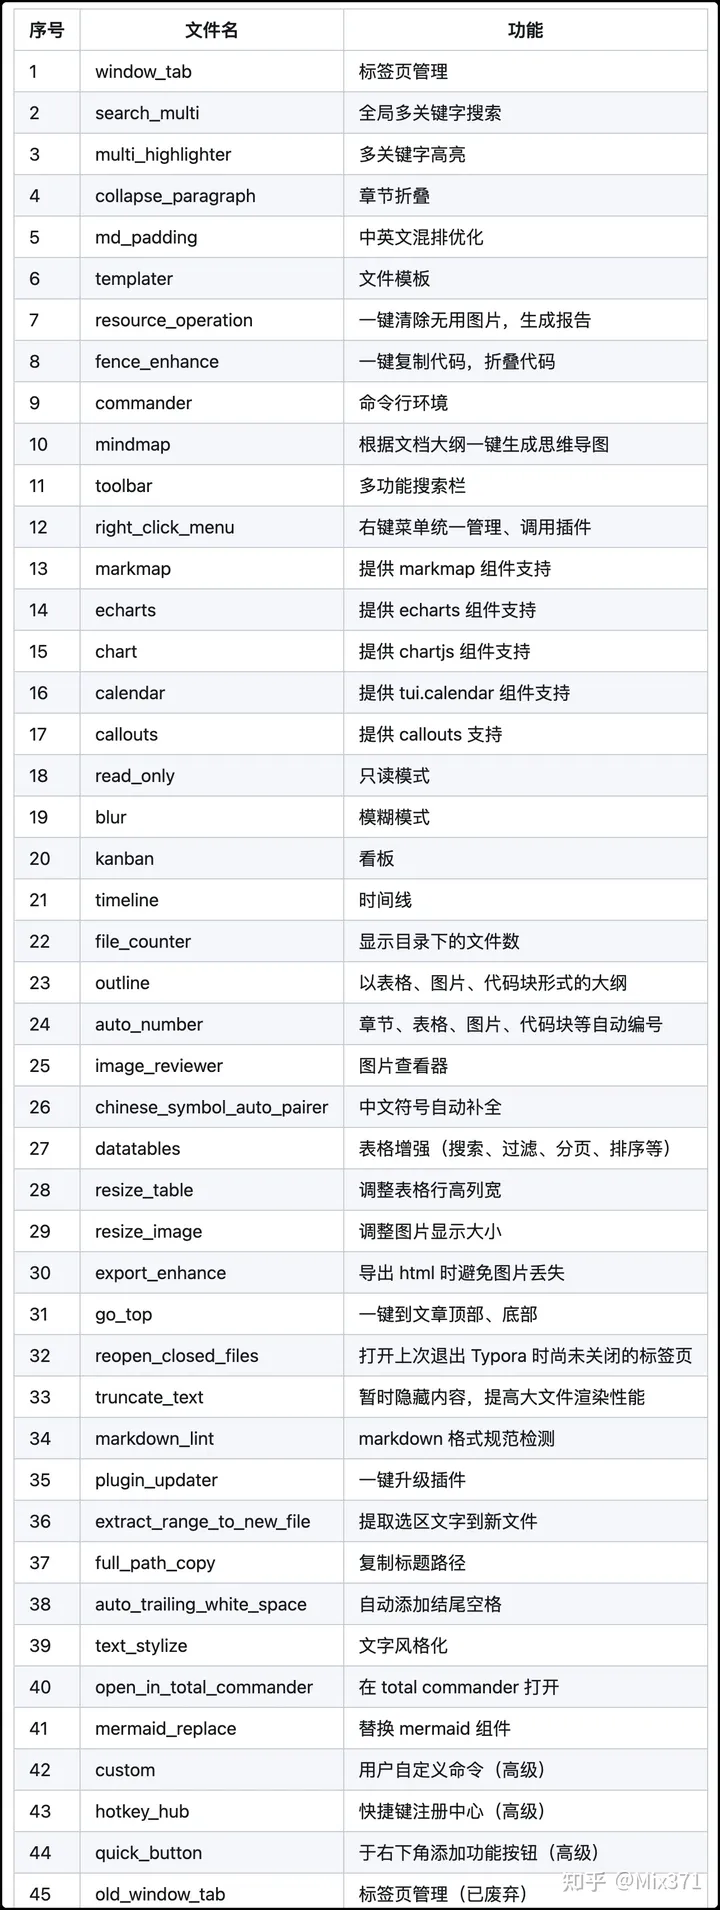 序号 文件名 功能
1 window_tab 标签页管理
2 search_multi 全局多关键字搜索
3 multi_highlighter 多关键字高亮
4 collapse_paragraph 章节折叠
5 md_padding 中英文混排优化
6 templater 文件模板
7 resource_operation 一键清除无用图片，生成报告
8 fence_enhance 一键复制代码，折叠代码
9 commander 命令行环境
10 mindmap 根据文档大纲一键生成思维导图
11 toolbar 多功能搜索栏
12 right_click_menu 右键菜单统一管理、调用插件
13 markmap 提供 markmap 组件支持
14 echarts 提供 echarts 组件支持
15 chart 提供 chartjs 组件支持
16 calendar 提供 tui.calendar 组件支持
17 callouts 提供 callouts 支持
18 read_only 只读模式
19 blur 模糊模式
20 kanban 看板
21 timeline 时间线
22 file_counter 显示目录下的文件数
23 outline 以表格、图片、代码块形式的大纲
24 auto_number 章节、表格、图片、代码块等自动编号
25 image_reviewer 图片查看器
26 chinese_symbol_auto_pairer 中文符号自动补全
27 datatables 表格增强（搜索、过滤、分页、排序等）
28 resize_table 调整表格行高列宽
29 resize_image 调整图片显示大小
30 export_enhance 导出 html 时避免图片丢失
31 go_top 一键到文章顶部、底部
32 reopen_closed_files 打开上次退出 Typora 时尚未关闭的标签页
33 truncate_text 暂时隐藏内容，提高大文件渲染性能
34 markdown_lint markdown 格式规范检测
35 plugin_updater 一键升级插件
36 extract_range_to_new_file 提取选区文字到新文件
37 full_path_copy 复制标题路径
38 auto_trailing_white_space 自动添加结尾空格
39 text_stylize 文字风格化
40 open_in_total_commander 在 total commander 打开
41 mermaid_replace 替换 mermaid 组件
42 custom 用户自定义命令（高级）
43 hotkey_hub 快捷键注册中心（高级）
44 quick_button 于右下角添加功能按钮（高级）
45 old_window_tab 标签页管理（已废弃）
知乎 @Mix371